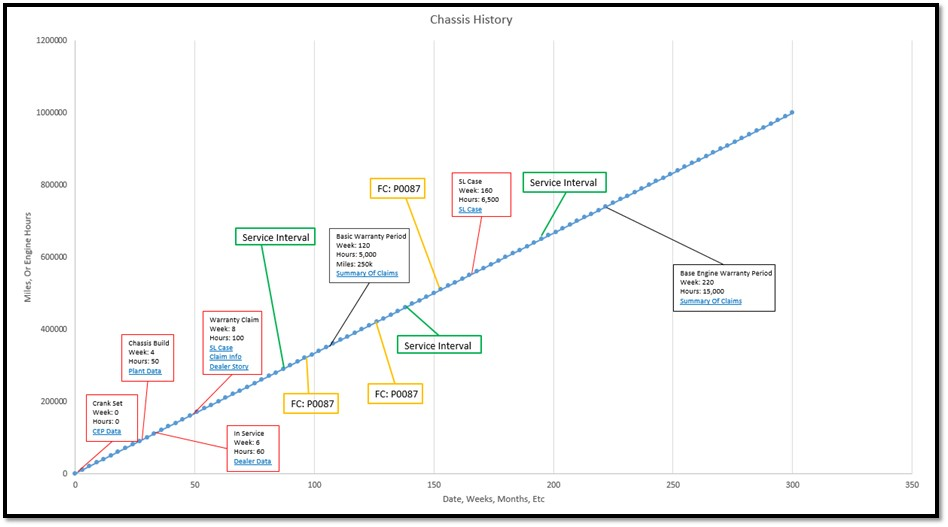 Chassis History
1200000
1000000
800000
600000
400000
200000
0
Miles, Or Engine Hours
0
50
100
150
200
250
300
350
Date, Weeks, Months, Etc
Crank Set
Week: 0
Hours: 0
CEP Data
Chassis Build
Week: 4
Hours: 50
Plant Data
In Service
Week: 6
Hours: 60
Dealer Data
Warranty Claim
Week: 8
Hours: 100
SL Case
Claim Info
Dealer Story
Service Interval
FC: P0087
Basic Warranty Period
Week: 120
Hours: 5,000
Miles: 250k
Summary Of Claims
FC: P0087
Service Interval
FC: P0087
SL Case
Week: 160
Hours: 6,500
SL Case
Service Interval
Base Engine Warranty Period
Week: 220
Hours: 15,000
Summary Of Claims